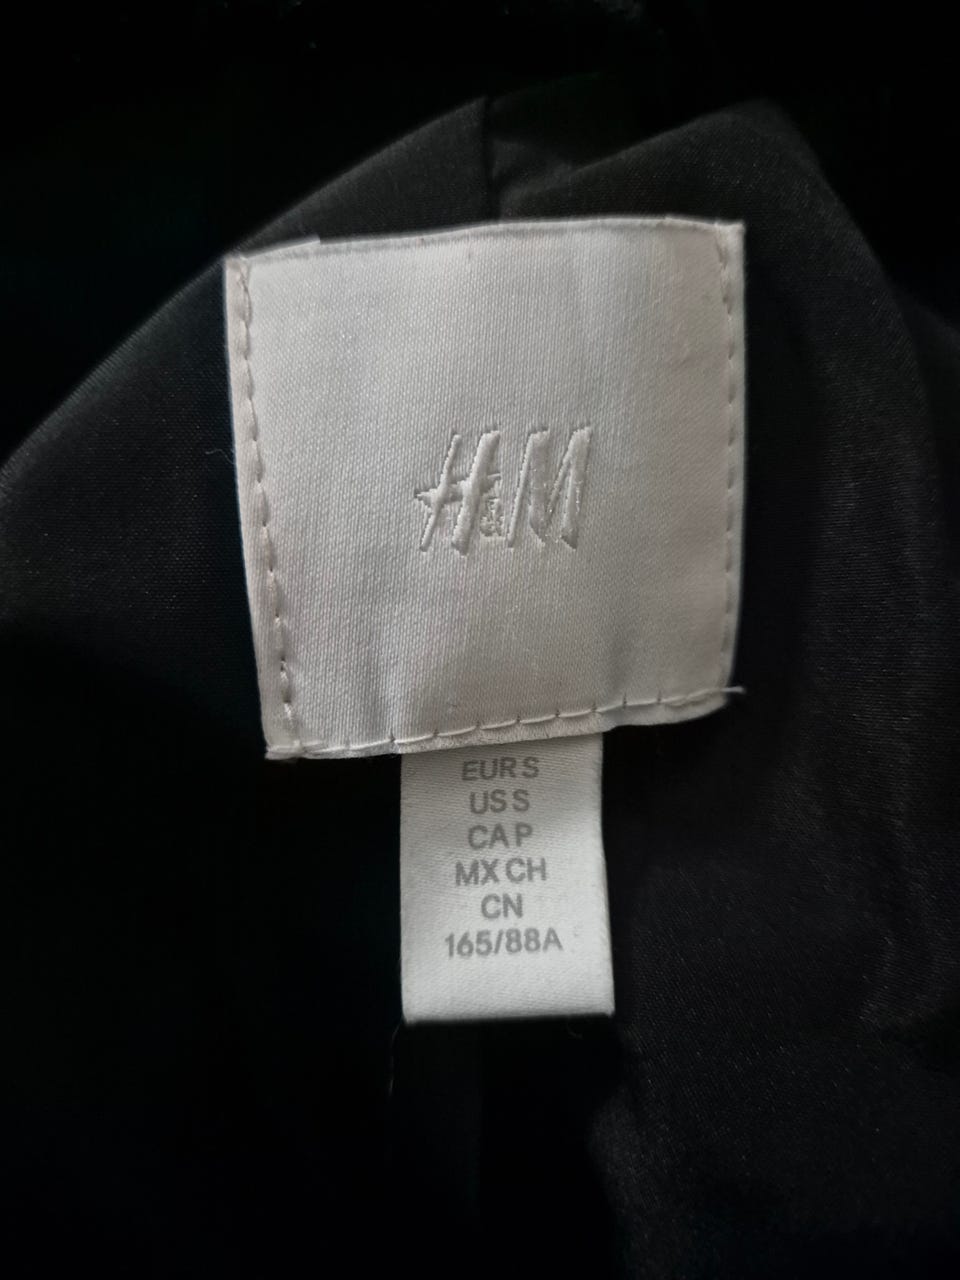 H&M
EUR S
US S
CA P
MX CH
CN
165/88A